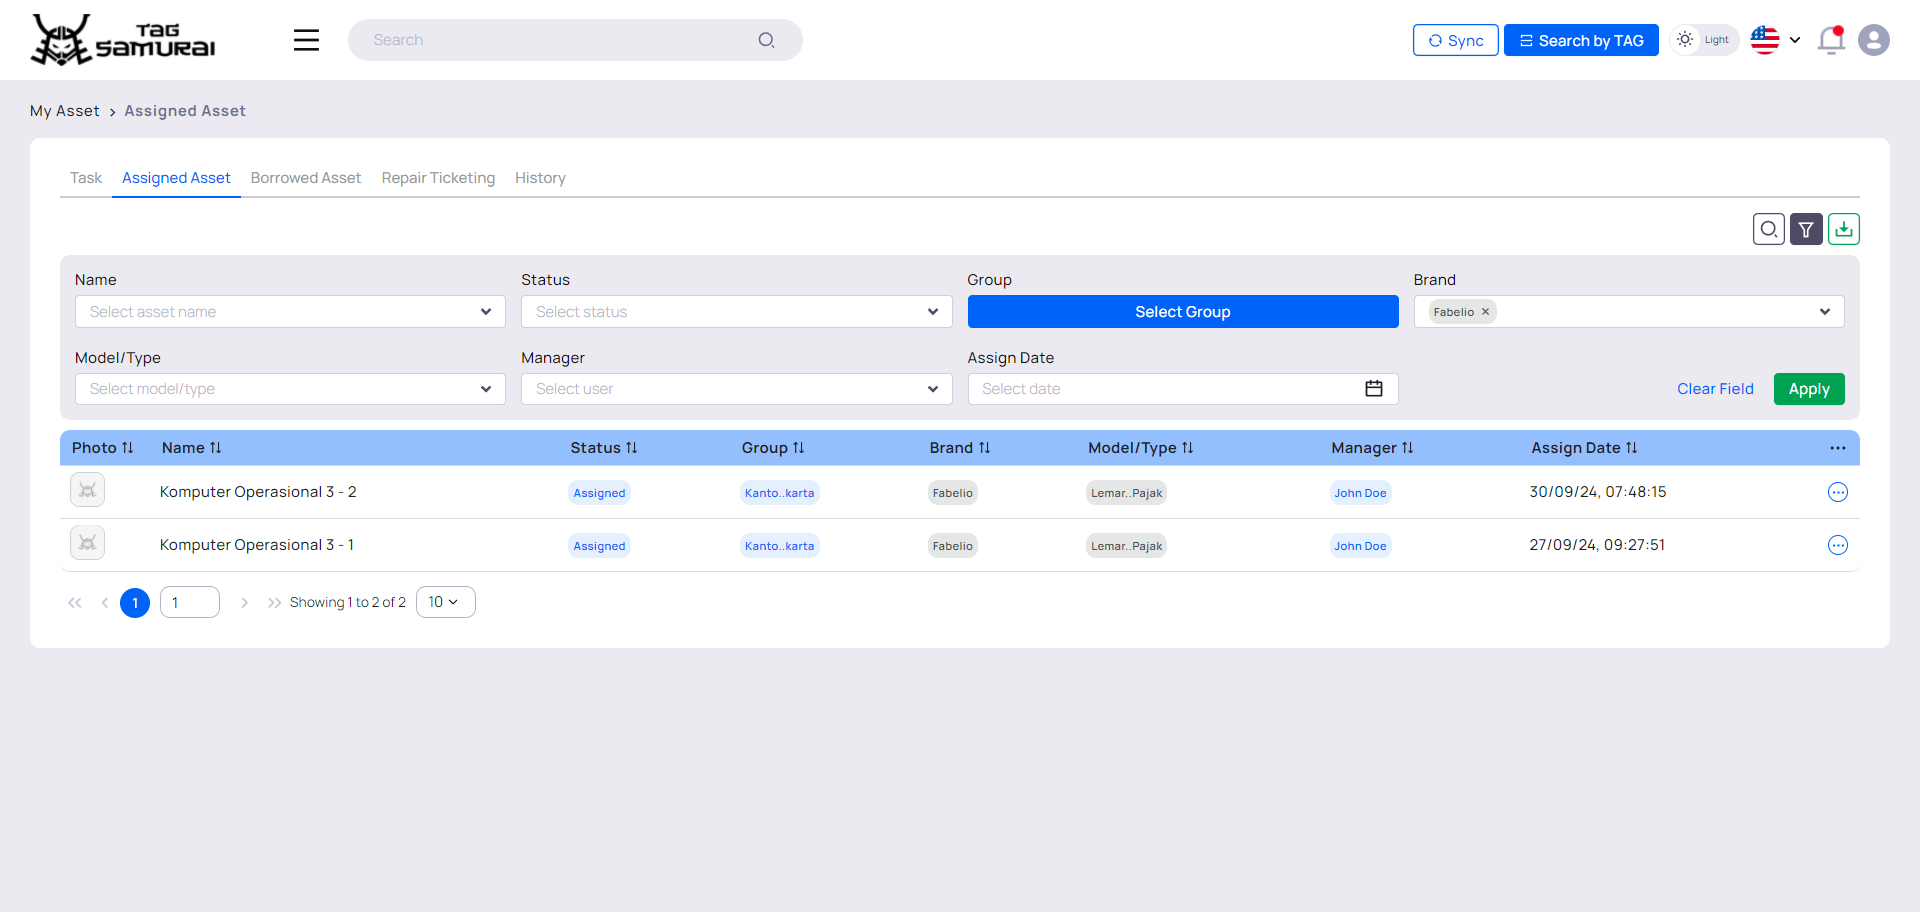 TAG SAMURAI
Search
Sync
Search by TAG
Light
My Asset > Assigned Asset
Task Assigned Asset Borrowed Asset Repair Ticketing History
Name Status Group Brand
Select asset name Select status Select Group Fabelio
Model/Type Manager Assign Date
Select model/type Select user Select date Clear Field Apply
Photo Name Status Group Brand Model/Type Manager Assign Date
Komputer Operasional 3 - 2 Assigned Kanto..karta Fabelio Lemar..Pajak John Doe 30/09/24, 07:48:15
Komputer Operasional 3 - 1 Assigned Kanto..karta Fabelio Lemar..Pajak John Doe 27/09/24, 09:27:51
1 1 Showing 1 to 2 of 2 10